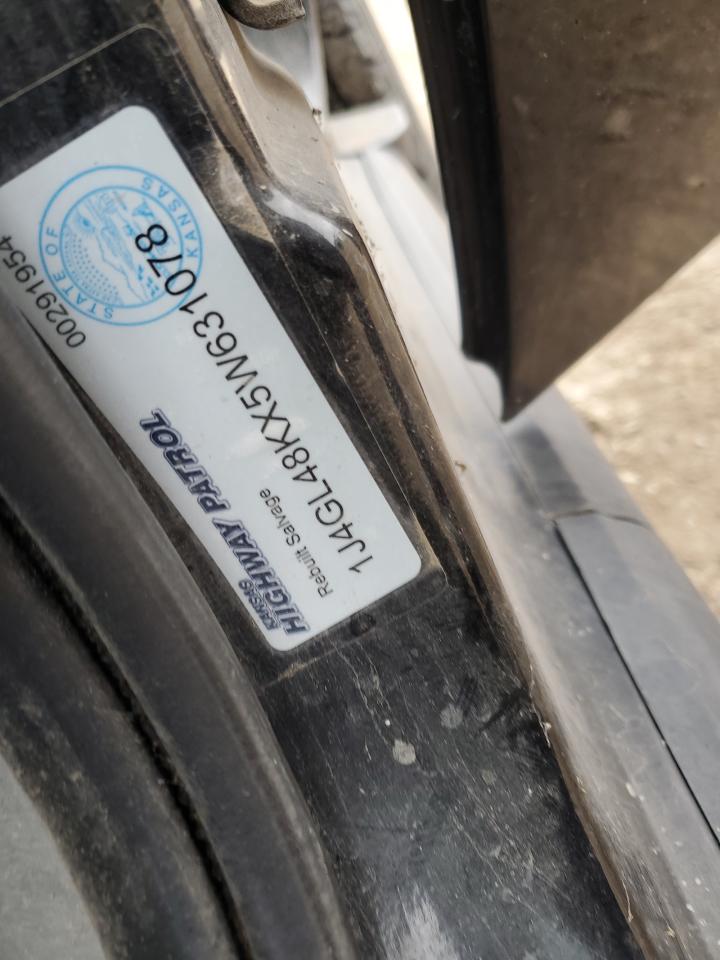 KANSAS
HIGHWAY PATROL
Rebuilt Salvage
1J4GL48KX5W631078
STATE OF KANSAS
00291954